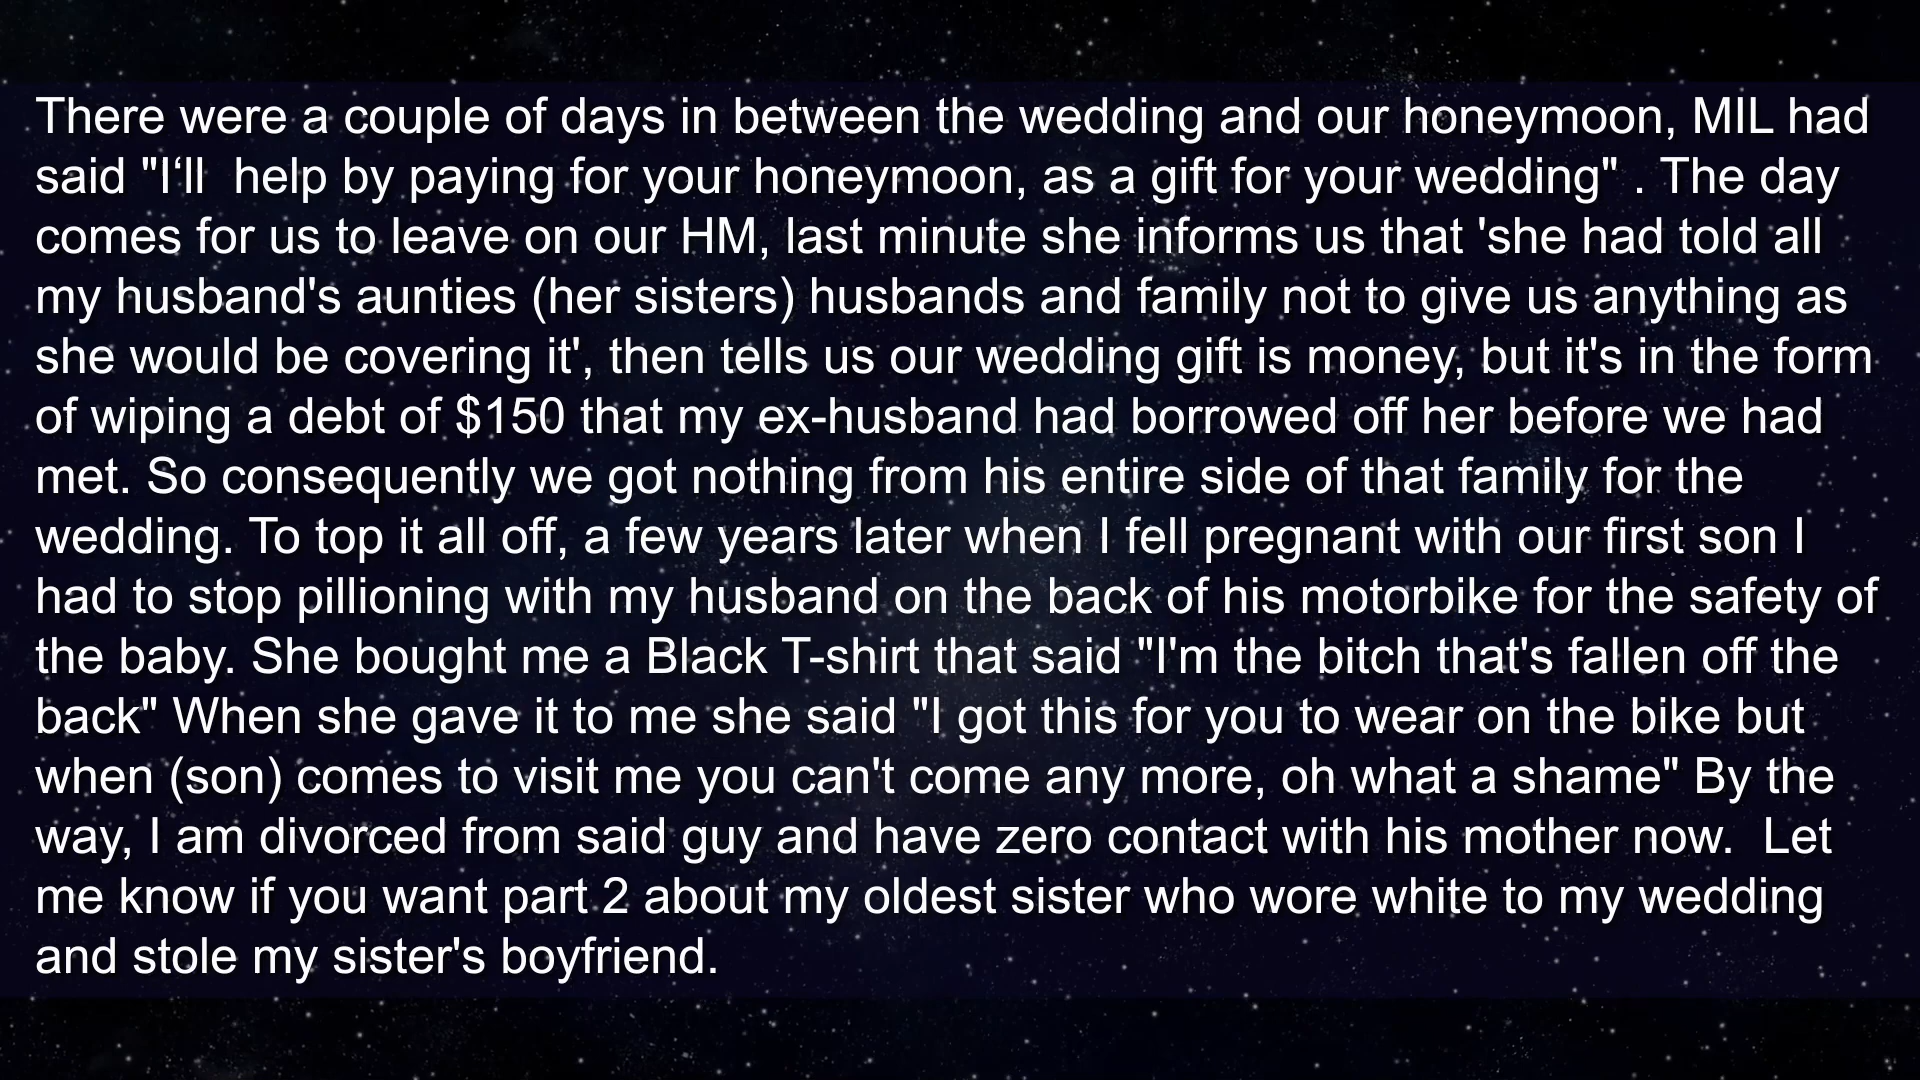 There were a couple of days in between the wedding and our honeymoon, MIL had
said "I‘ll  help by paying for your honeymoon, as a gift for your wedding" . The day
comes for us to leave on our HM, last minute she informs us that 'she had told all
my husband's aunties (her sisters) husbands and family not to give us anything as
she would be covering it', then tells us our wedding gift is money, but it's in the form
of wiping a debt of $150 that my ex-husband had borrowed off her before we had
met. So consequently we got nothing from his entire side of that family for the
wedding. To top it all off, a few years later when I fell pregnant with our first son I
had to stop pillioning with my husband on the back of his motorbike for the safety of
the baby. She bought me a Black T-shirt that said "I'm the bitch that's fallen off the
back" When she gave it to me she said "I got this for you to wear on the bike but
when (son) comes to visit me you can't come any more, oh what a shame" By the
way, I am divorced from said guy and have zero contact with his mother now.  Let
me know if you want part 2 about my oldest sister who wore white to my wedding
and stole my sister's boyfriend.